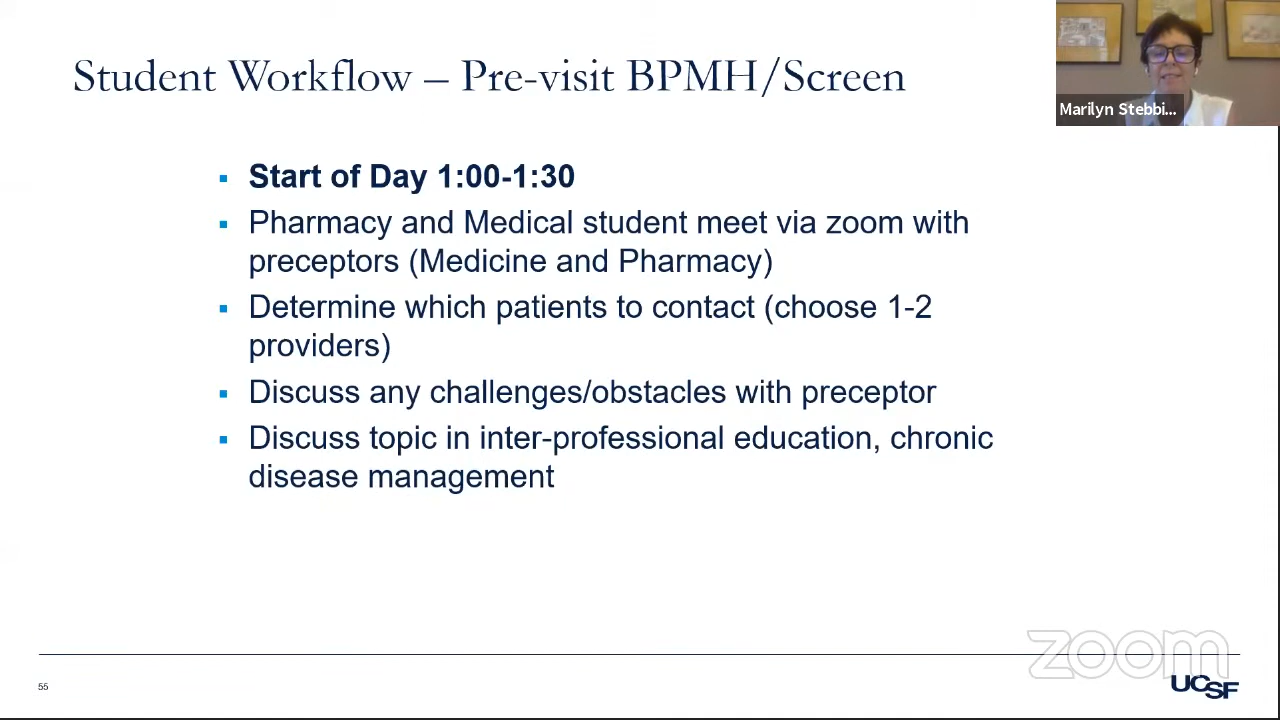 Student Workflow – Pre-visit BPMH/Screen
Marilyn Stebbi...
Start of Day 1:00-1:30
Pharmacy and Medical student meet via zoom with
preceptors (Medicine and Pharmacy)
Determine which patients to contact (choose 1-2
providers)
Discuss any challenges/obstacles with preceptor
Discuss topic in inter-professional education, chronic
disease management
zoom
55
UCSF